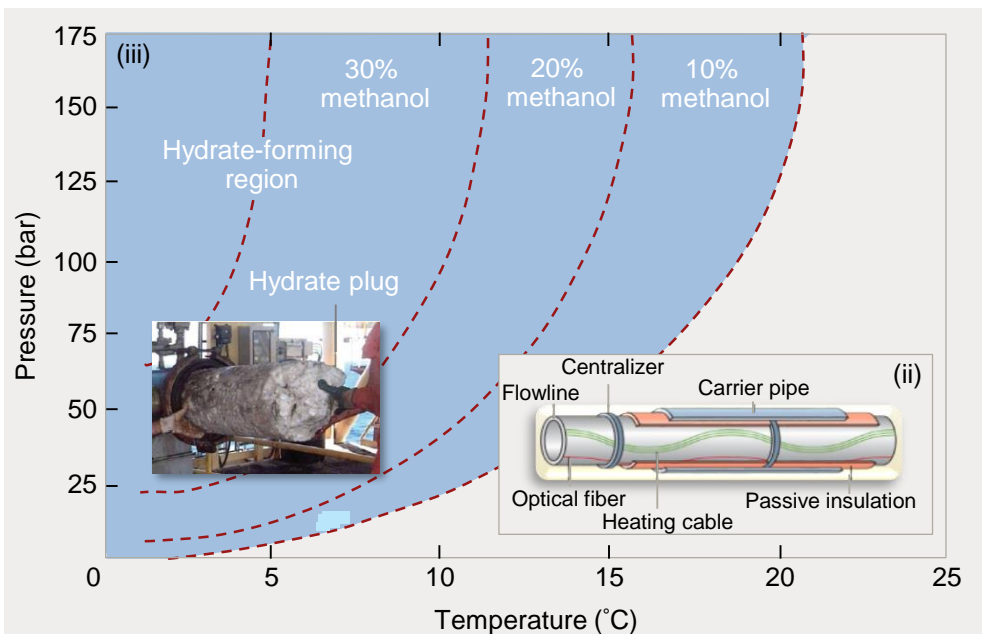 175
(iii)
30%
methanol
20%
methanol
10%
methanol
150
Hydrate-forming
region
125
100
Hydrate plug
75
50
25
Pressure (bar)
Centralizer
(ii)
Flowline
Carrier pipe
Optical fiber
Passive insulation
Heating cable
0
5
10
15
20
25
Temperature (˚C)